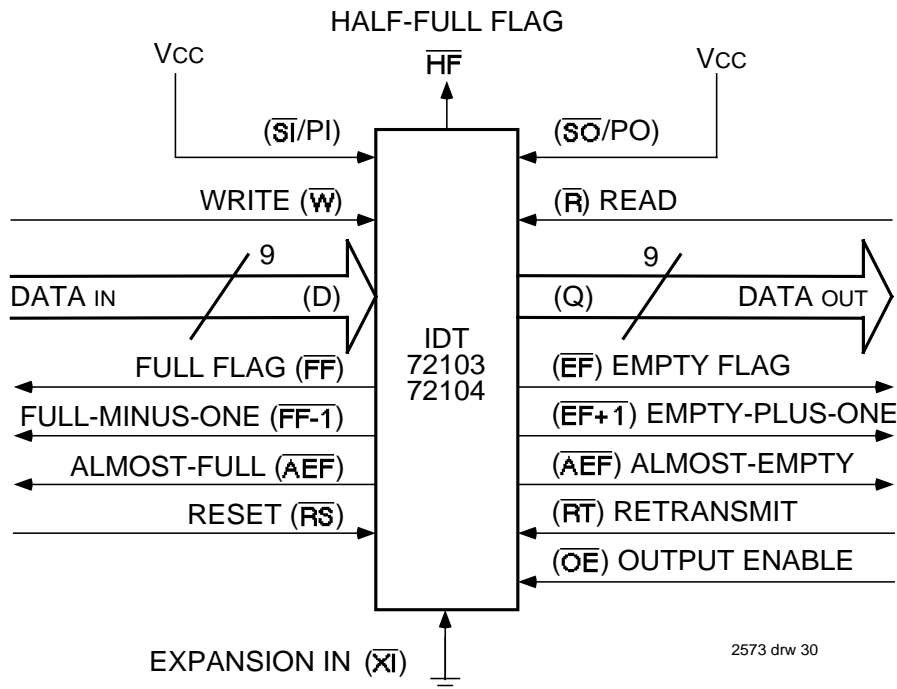 HALF-FULL FLAG
VCC
HF
VCC
(SI/PI)
(SO/PO)
WRITE (W)
(R) READ
9
9
DATA IN (D)
(Q) DATA OUT
IDT
72103
72104
FULL FLAG (FF)
(EF) EMPTY FLAG
FULL-MINUS-ONE (FF-1)
(EF+1) EMPTY-PLUS-ONE
ALMOST-FULL (AEF)
(AEF) ALMOST-EMPTY
RESET (RS)
(RT) RETRANSMIT
(OE) OUTPUT ENABLE
EXPANSION IN (XI)
2573 drw 30